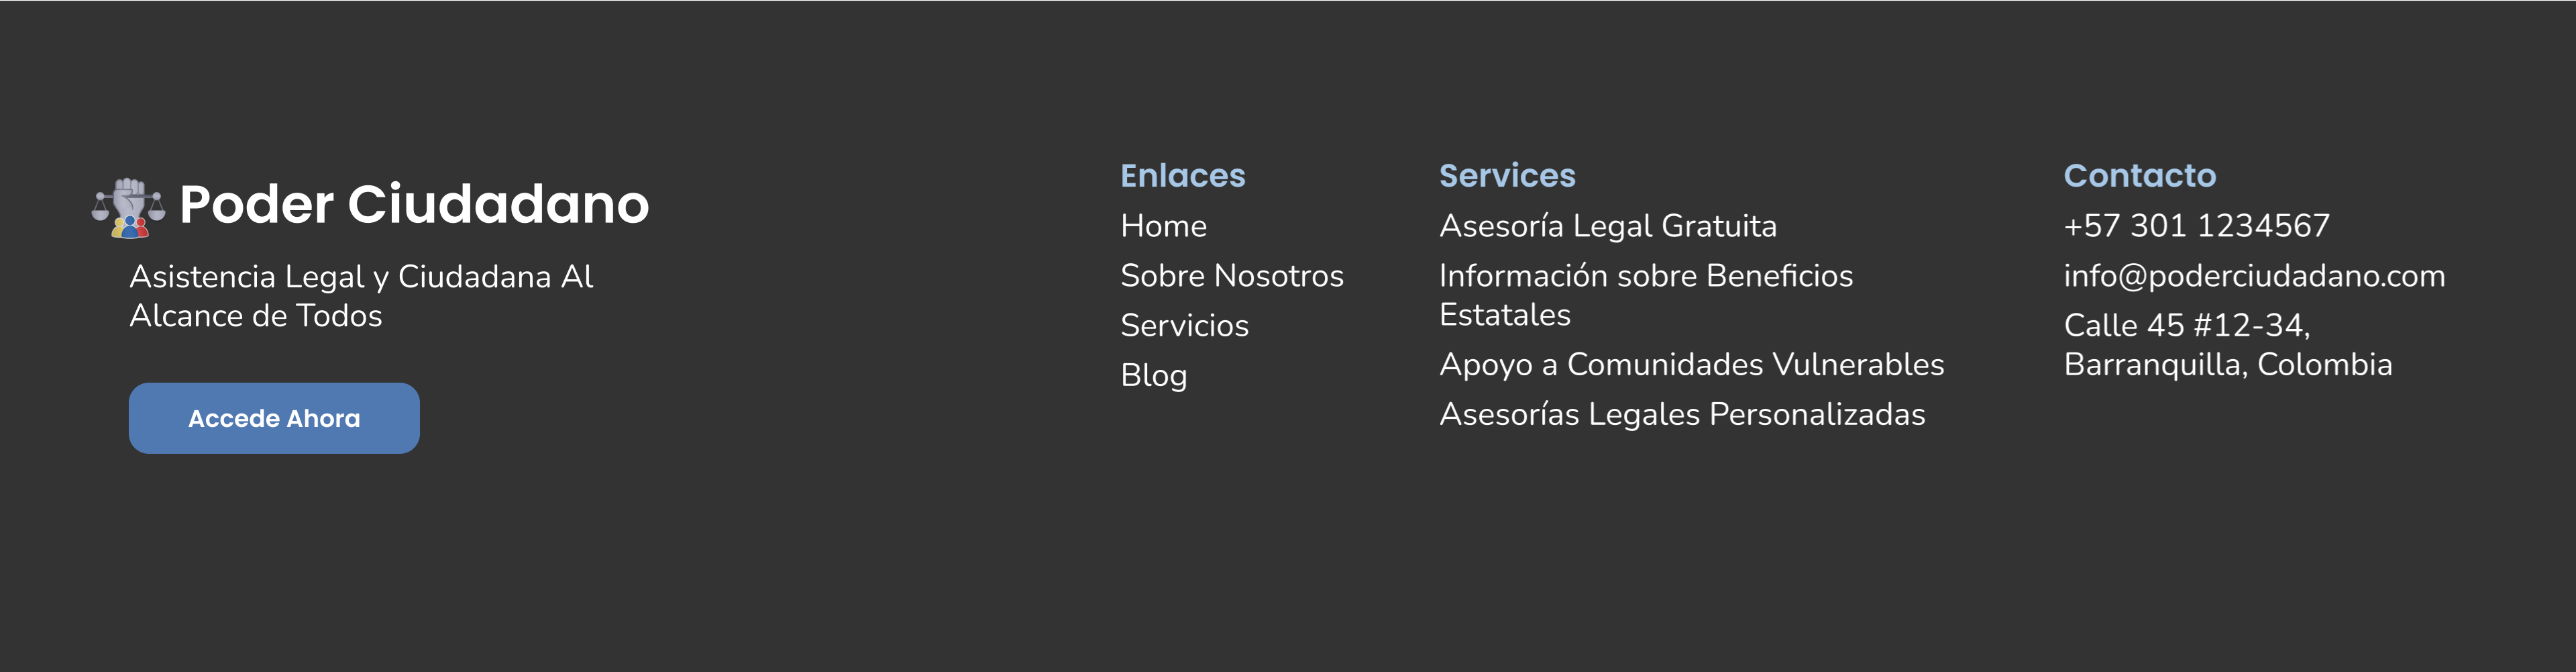 Poder Ciudadano
Asistencia Legal y Ciudadana Al
Alcance de Todos
Accede Ahora
Enlaces
Home
Sobre Nosotros
Servicios
Blog
Services
Asesoría Legal Gratuita
Información sobre Beneficios
Estatales
Apoyo a Comunidades Vulnerables
Asesorías Legales Personalizadas
Contacto
+57 301 1234567
info@poderciudadano.com
Calle 45 #12-34,
Barranquilla, Colombia